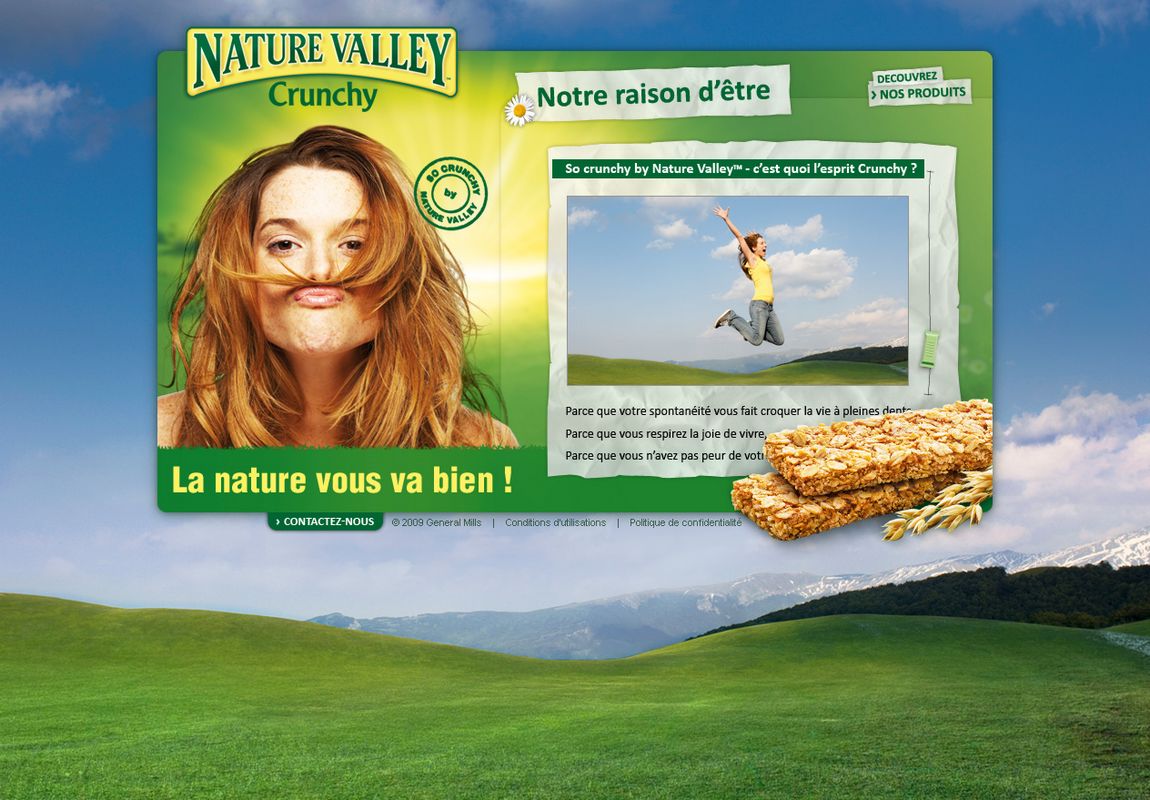 NATURE VALLEY™
Crunchy
Notre raison d'être
DECOUVREZ
› NOS PRODUITS
SO CRUNCHY
by
NATURE VALLEY
So crunchy by Nature Valley™ - c'est quoi l'esprit Crunchy ?
Parce que votre spontanéité vous fait croquer la vie à pleines dents
Parce que vous respirez la joie de vivre,
Parce que vous n'avez pas peur de
La nature vous va bien !
› CONTACTEZ-NOUS
© 2009 General Mills | Conditions d'utilisations | Politique de confidentialité